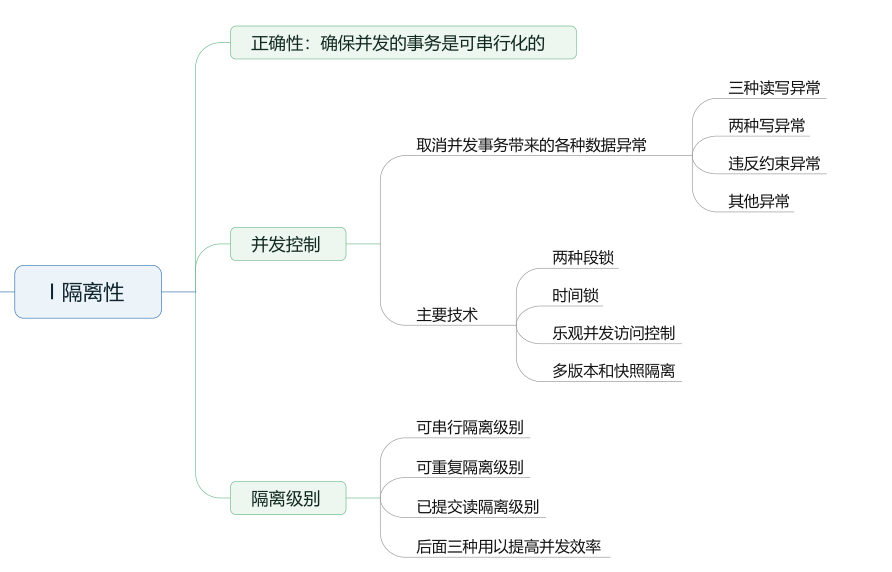 I 隔离性
正确性：确保并发的事务是可串行化的
并发控制
取消并发事务带来的各种数据异常
三种读写异常
两种写异常
违反约束异常
其他异常
主要技术
两种段锁
时间锁
乐观并发访问控制
多版本和快照隔离
隔离级别
可串行隔离级别
可重复隔离级别
已提交读隔离级别
后面三种用以提高并发效率